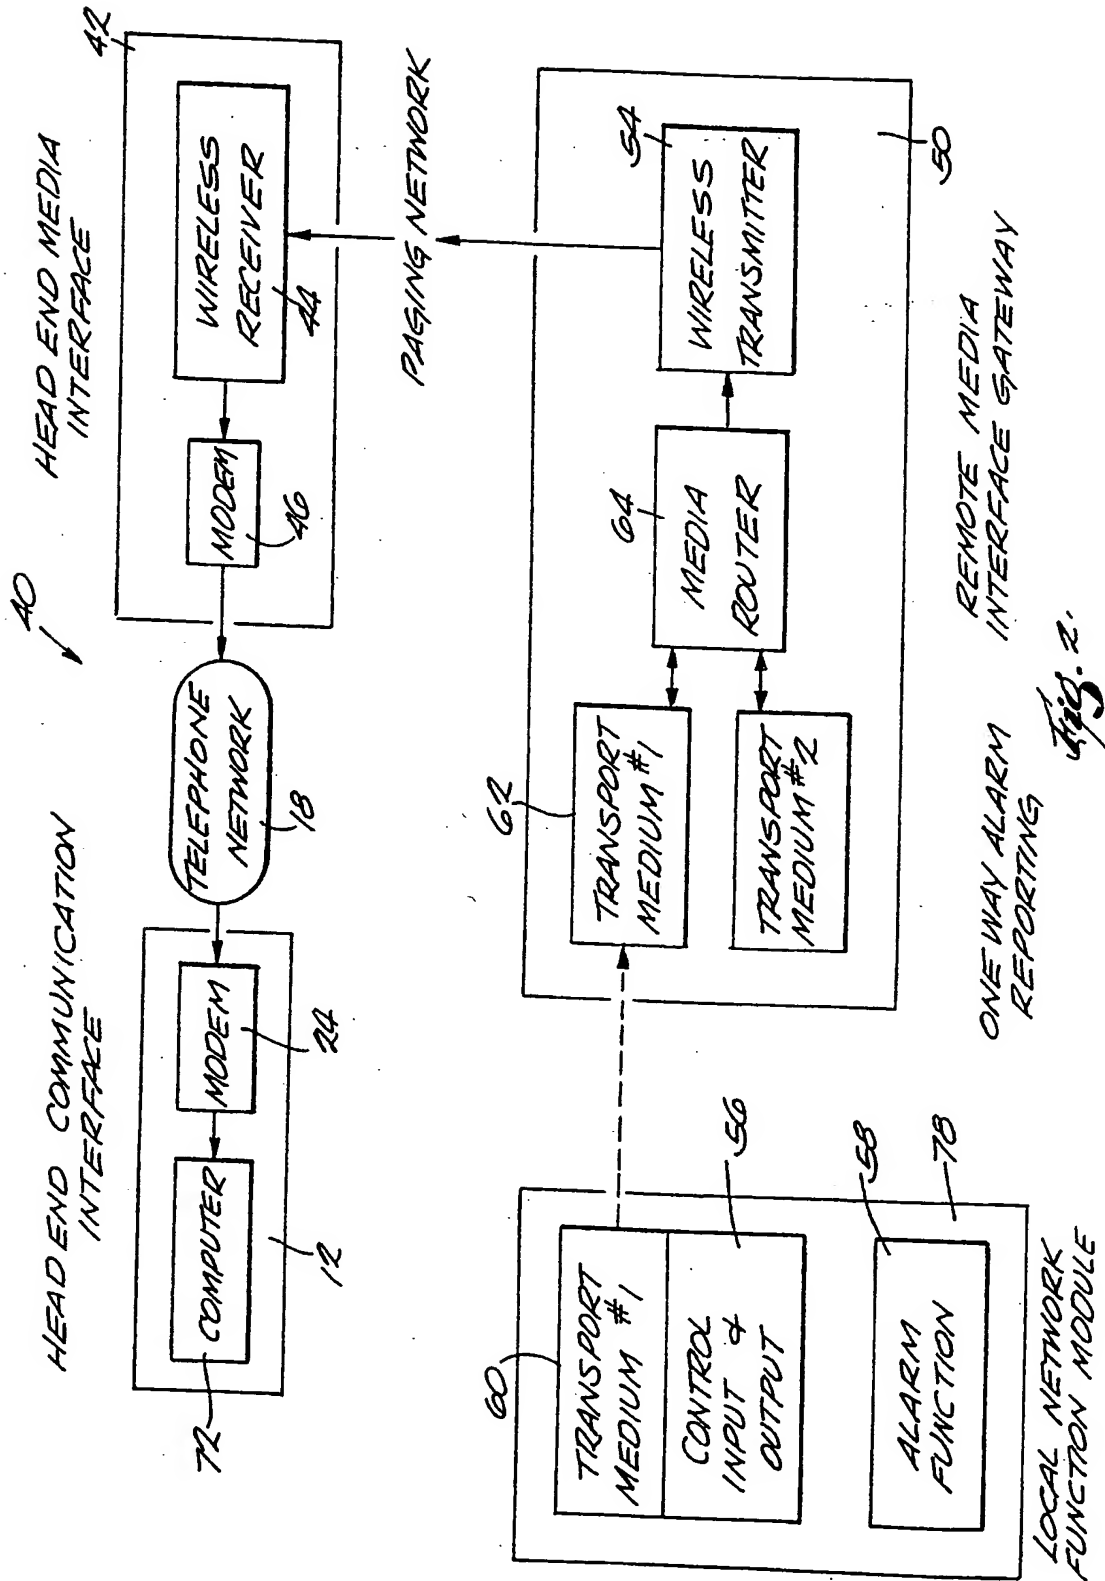 HEAD END COMMUNICATION
INTERFACE
40
HEAD END MEDIA
INTERFACE
42
72
COMPUTER
12
MODEM
24
TELEPHONE
NETWORK
18
MODEM
46
WIRELESS
RECEIVER
44
PAGING NETWORK
60
TRANSPORT
MEDIUM #1
CONTROL
INPUT &
OUTPUT
56
ALARM
FUNCTION
58
78
LOCAL NETWORK
FUNCTION MODULE
62
TRANSPORT
MEDIUM #1
TRANSPORT
MEDIUM #2
64
MEDIA
ROUTER
WIRELESS
TRANSMITTER
54
50
REMOTE MEDIA
INTERFACE GATEWAY
ONE WAY ALARM
REPORTING
Fig. 2.